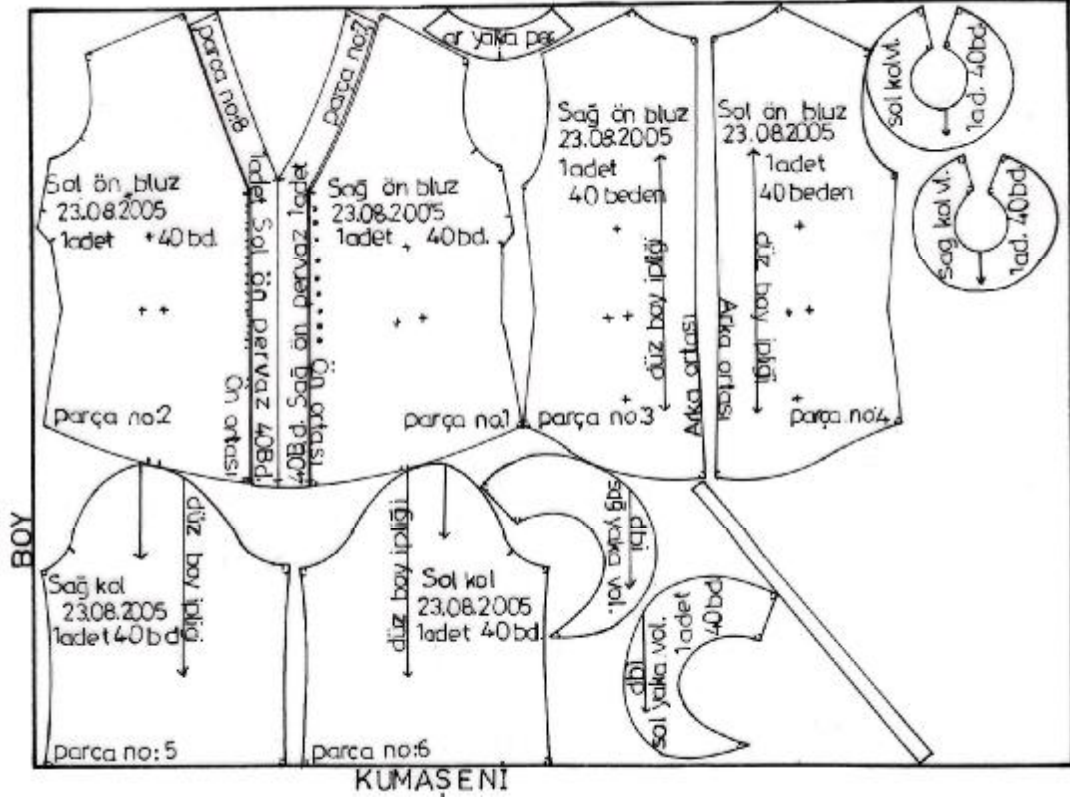 parça no:8
parça no:7
ar yaka per
Sol ön bluz
23.08.2005
1adet 40bd.
parça no:2
Ön ortası
1adet Sol ön pervaz 40Bd.
40Bd. Sağ ön pervaz 1adet
Ön ortası
Sağ ön bluz
23.08.2005
1adet 40bd.
parça no:1
Sağ ön bluz
23.08.2005
1adet
40 beden
düz boy ipliği
Arka ortası
parça no:3
Sol ön bluz
23.08.2005
1adet
40 beden
düz boy ipliği
Arka ortası
parça no:4
sol kol vl.
1ad. 40bd.
sağ kol vl.
1ad. 40bd.
Sağ kol
23.08.2005
1adet 40bd
düz boy ipliği
parça no:5
Sol kol
23.08.2005
1adet 40bd.
düz boy ipliği
parça no:6
dbi
sağ yaka vol.
dbi
sol yaka vol.
1adet
40bd.
BOY
KUMAŞENİ